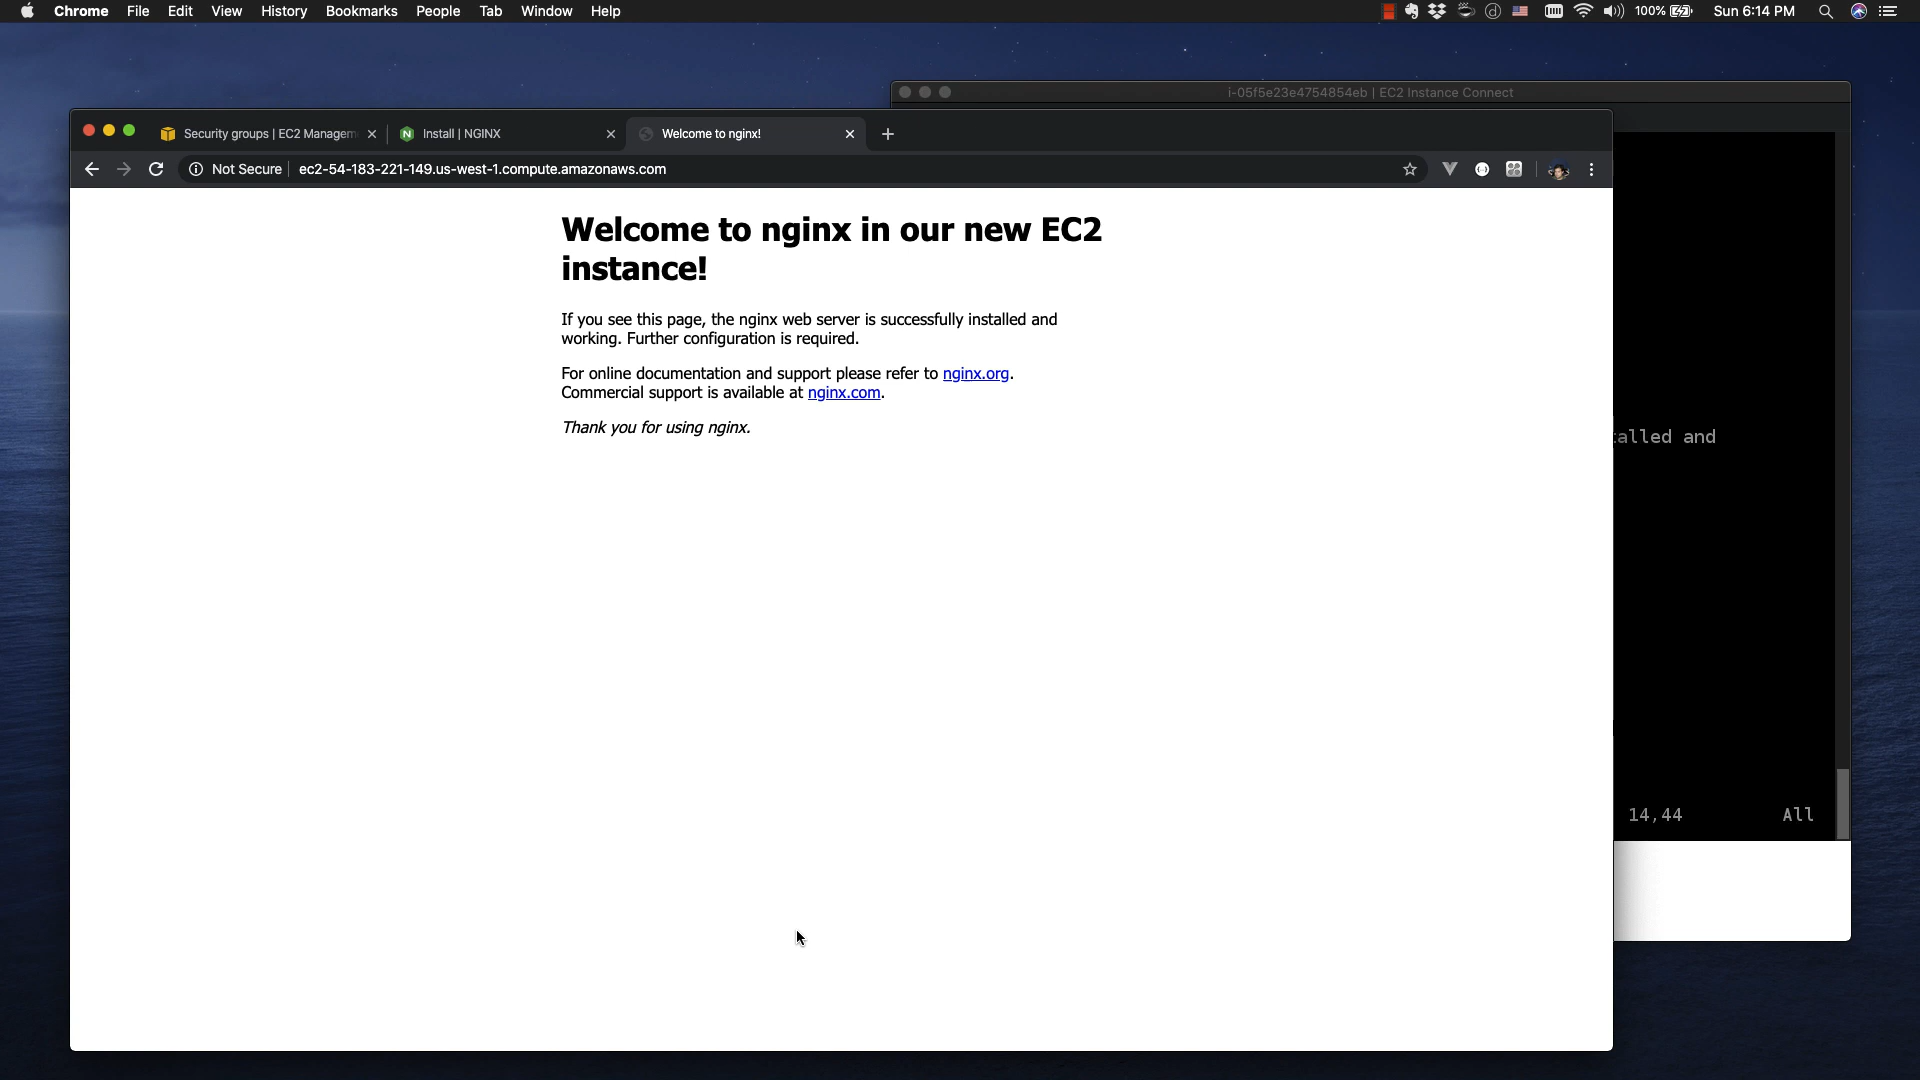 Chrome File Edit View History Bookmarks People Tab Window Help
100% Sun 6:14 PM
i-05f5e23e4754854eb | EC2 Instance Connect
Security groups | EC2 Managem
Install | NGINX
Welcome to nginx!
Not Secure ec2-54-183-221-149.us-west-1.compute.amazonaws.com
Welcome to nginx in our new EC2
instance!
If you see this page, the nginx web server is successfully installed and
working. Further configuration is required.
For online documentation and support please refer to nginx.org.
Commercial support is available at nginx.com.
Thank you for using nginx.
talled and
14,44 All